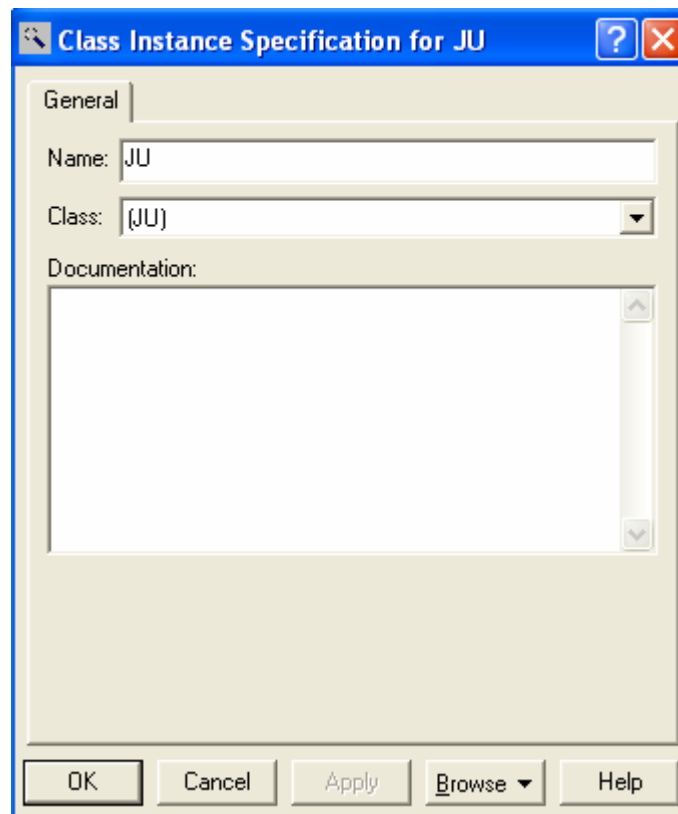 Class Instance Specification for JU
General
Name: JU
Class: (JU)
Documentation:
OK Cancel Apply Browse Help